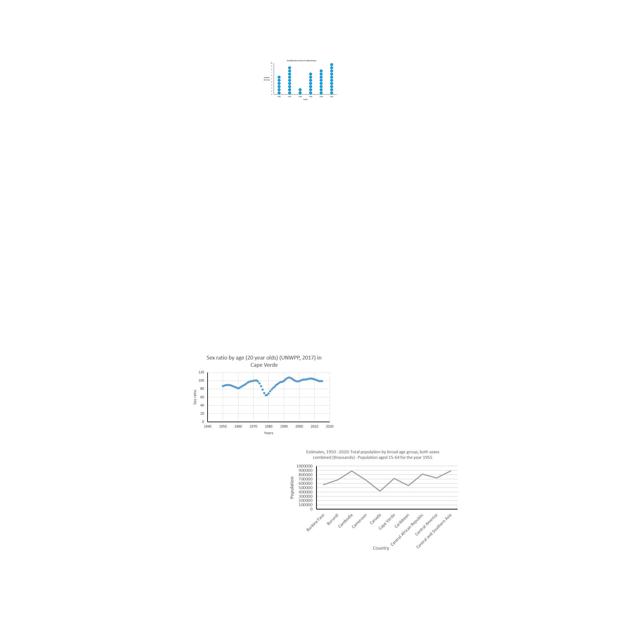 Sex ratio by age (20 year olds) (UNWPP, 2017) in
Cape Verde
120
100
80
60
40
20
0
Sex ratio
1940 1950 1960 1970 1980 1990 2000 2010 2020
Years
Estimates, 1950 - 2020: Total population by broad age group, both sexes
combined (thousands) - Population aged 15-64 for the year 1955
1000000
900000
800000
700000
600000
500000
400000
300000
200000
100000
0
Population
Burkina Faso
Burundi
Cambodia
Cameroon
Canada
Cape Verde
Caribbean
Central African Republic
Central America
Central and Southern Asia
Country